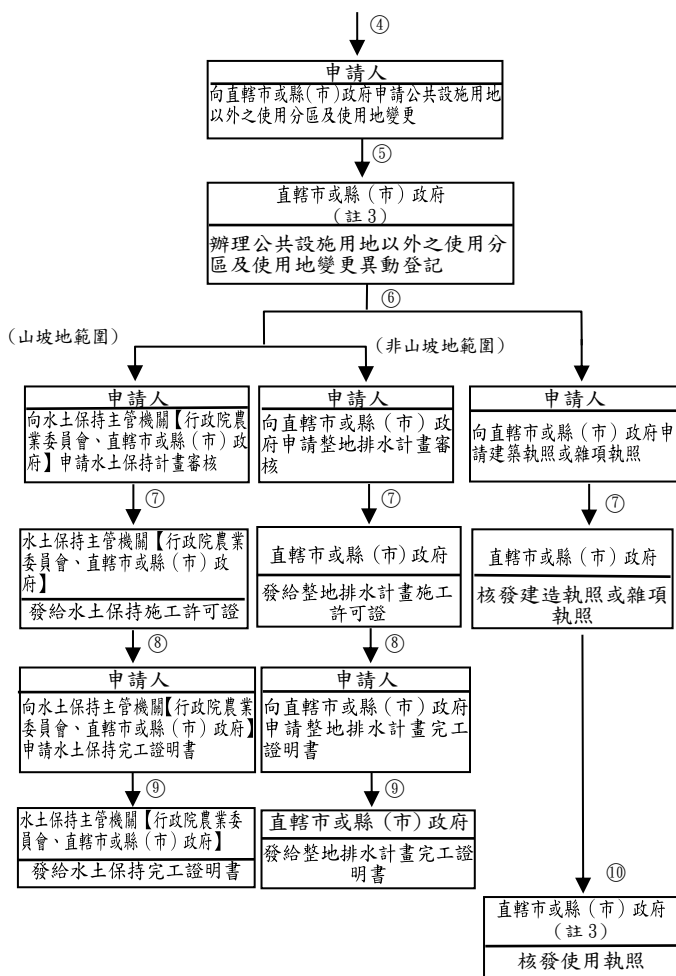 ④
申請人
向直轄市或縣(市)政府申請公共設施用地
以外之使用分區及使用地變更
⑤
直轄市或縣（市）政府
（註3）
辦理公共設施用地以外之使用分
區及使用地變更異動登記
⑥
（山坡地範圍）
（非山坡地範圍）
申請人
向水土保持主管機關【行政院農
業委員會、直轄市或縣（市）政
府】申請水土保持計畫審核
申請人
向直轄市或縣（市）政
府申請整地排水計畫審
核
申請人
向直轄市或縣（市）政府申
請建築執照或雜項執照
⑦
⑦
⑦
水土保持主管機關【行政院農業
委員會、直轄市或縣（市）政
府】
發給水土保持施工許可證
直轄市或縣（市）政府
發給整地排水計畫施工
許可證
直轄市或縣（市）政府
核發建造執照或雜項
執照
⑧
⑧
申請人
向水土保持主管機關【行政院農業
委員會、直轄市或縣（市）政府】
申請水土保持完工證明書
申請人
向直轄市或縣（市）政府
申請整地排水計畫完工
證明書
⑨
⑨
水土保持主管機關【行政院農業委
員會、直轄市或縣（市）政府】
發給水土保持完工證明書
直轄市或縣（市）政府
發給整地排水計畫完工證
明書
⑩
直轄市或縣（市）政府
（註3）
核發使用執照